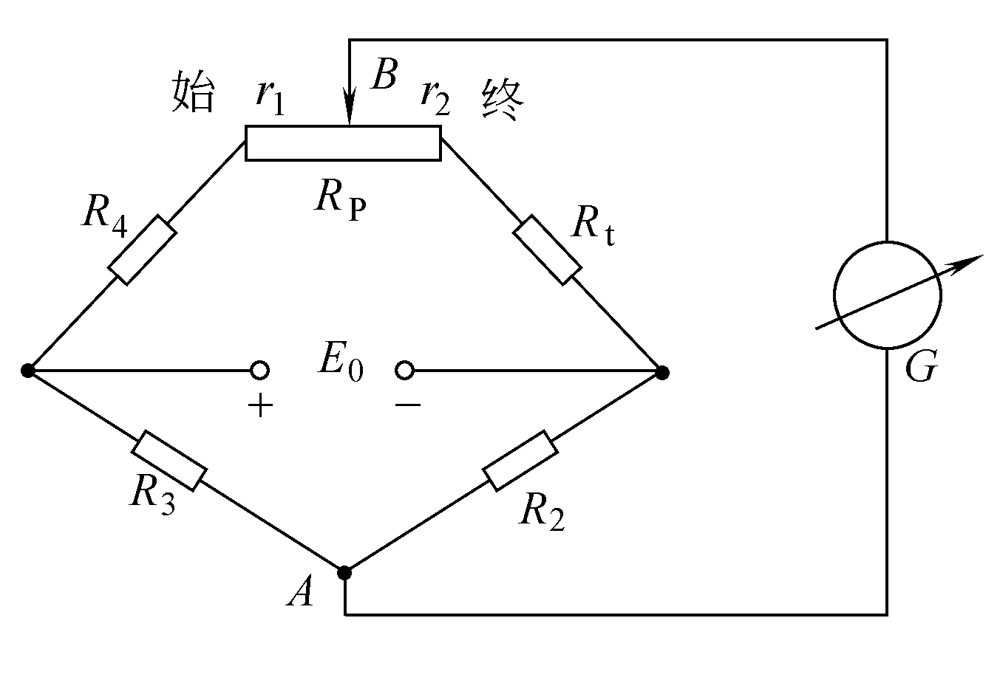 B
始 r1 r2 终
RP
R4 Rt
E0
+ −
G
R3 R2
A